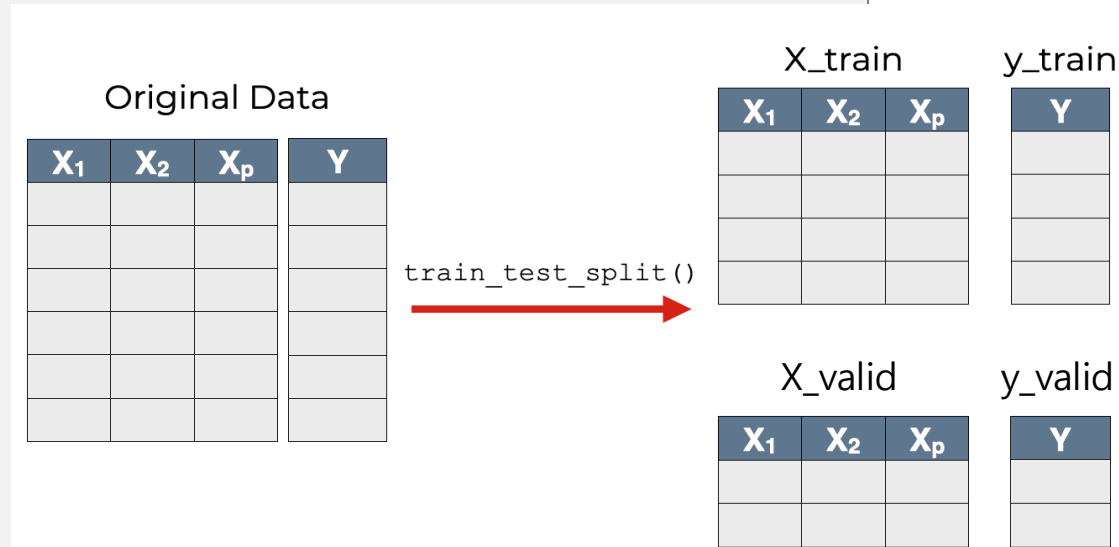 Original Data
X₁ X₂ Xₚ Y
train_test_split()
X_train y_train
X₁ X₂ Xₚ Y
X_valid y_valid
X₁ X₂ Xₚ Y